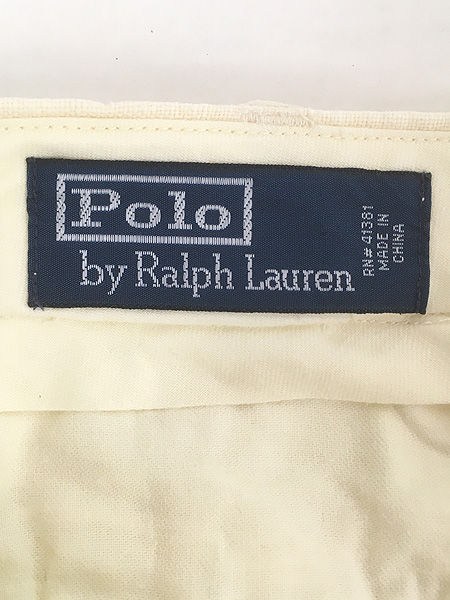 Polo
by Ralph Lauren
RN# 41381
MADE IN
CHINA